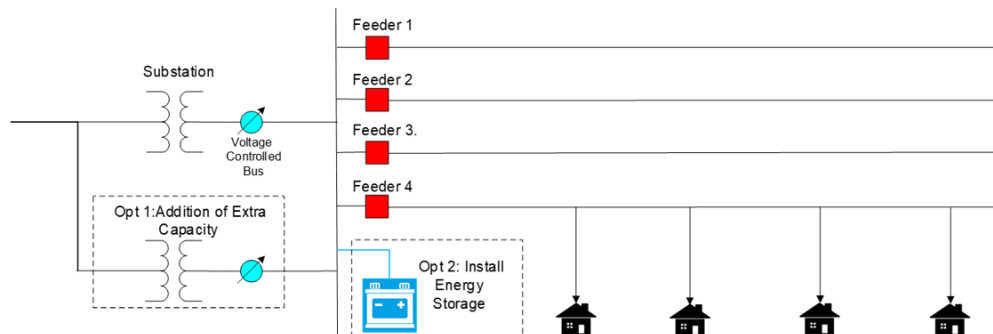 Feeder 1
Substation
Feeder 2
Voltage
Controlled
Bus
Feeder 3.
Feeder 4
Opt 1:Addition of Extra
Capacity
Opt 2: Install
Energy
Storage